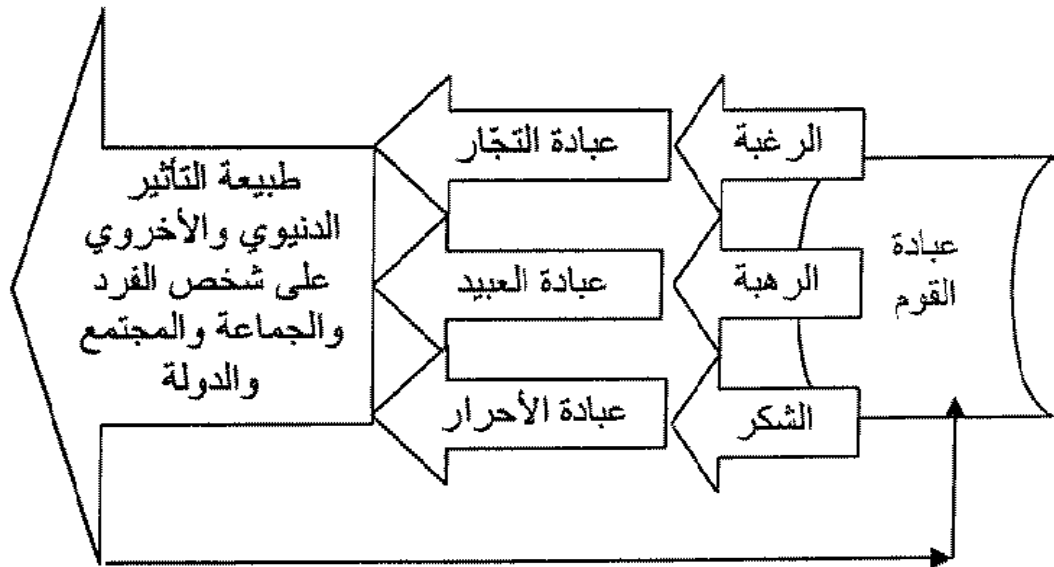 عبادة
القوم
الرغبة
عبادة التجّار
الرهبة
عبادة العبيد
الشكر
عبادة الأحرار
طبيعة التأثير
الدنيوي والأخروي
على شخص الفرد
والجماعة والمجتمع
والدولة